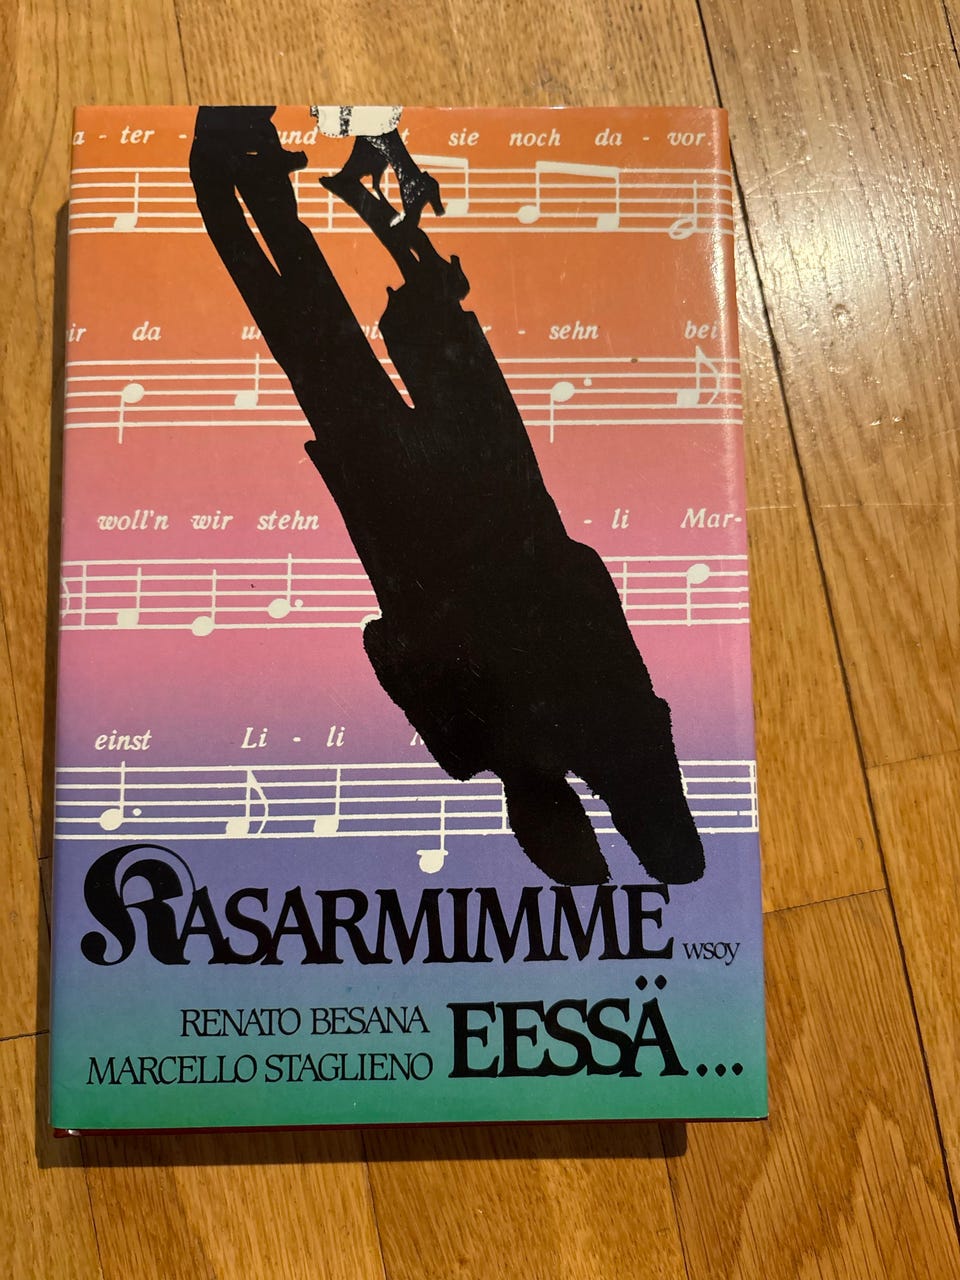 a - ter - und sie noch da - vor.
da - sehn bei
woll'n wir stehn - li Mar-
einst Li - li
KASARMIMME
wsoy
RENATO BESANA
MARCELLO STAGLIENO
EESSÄ...